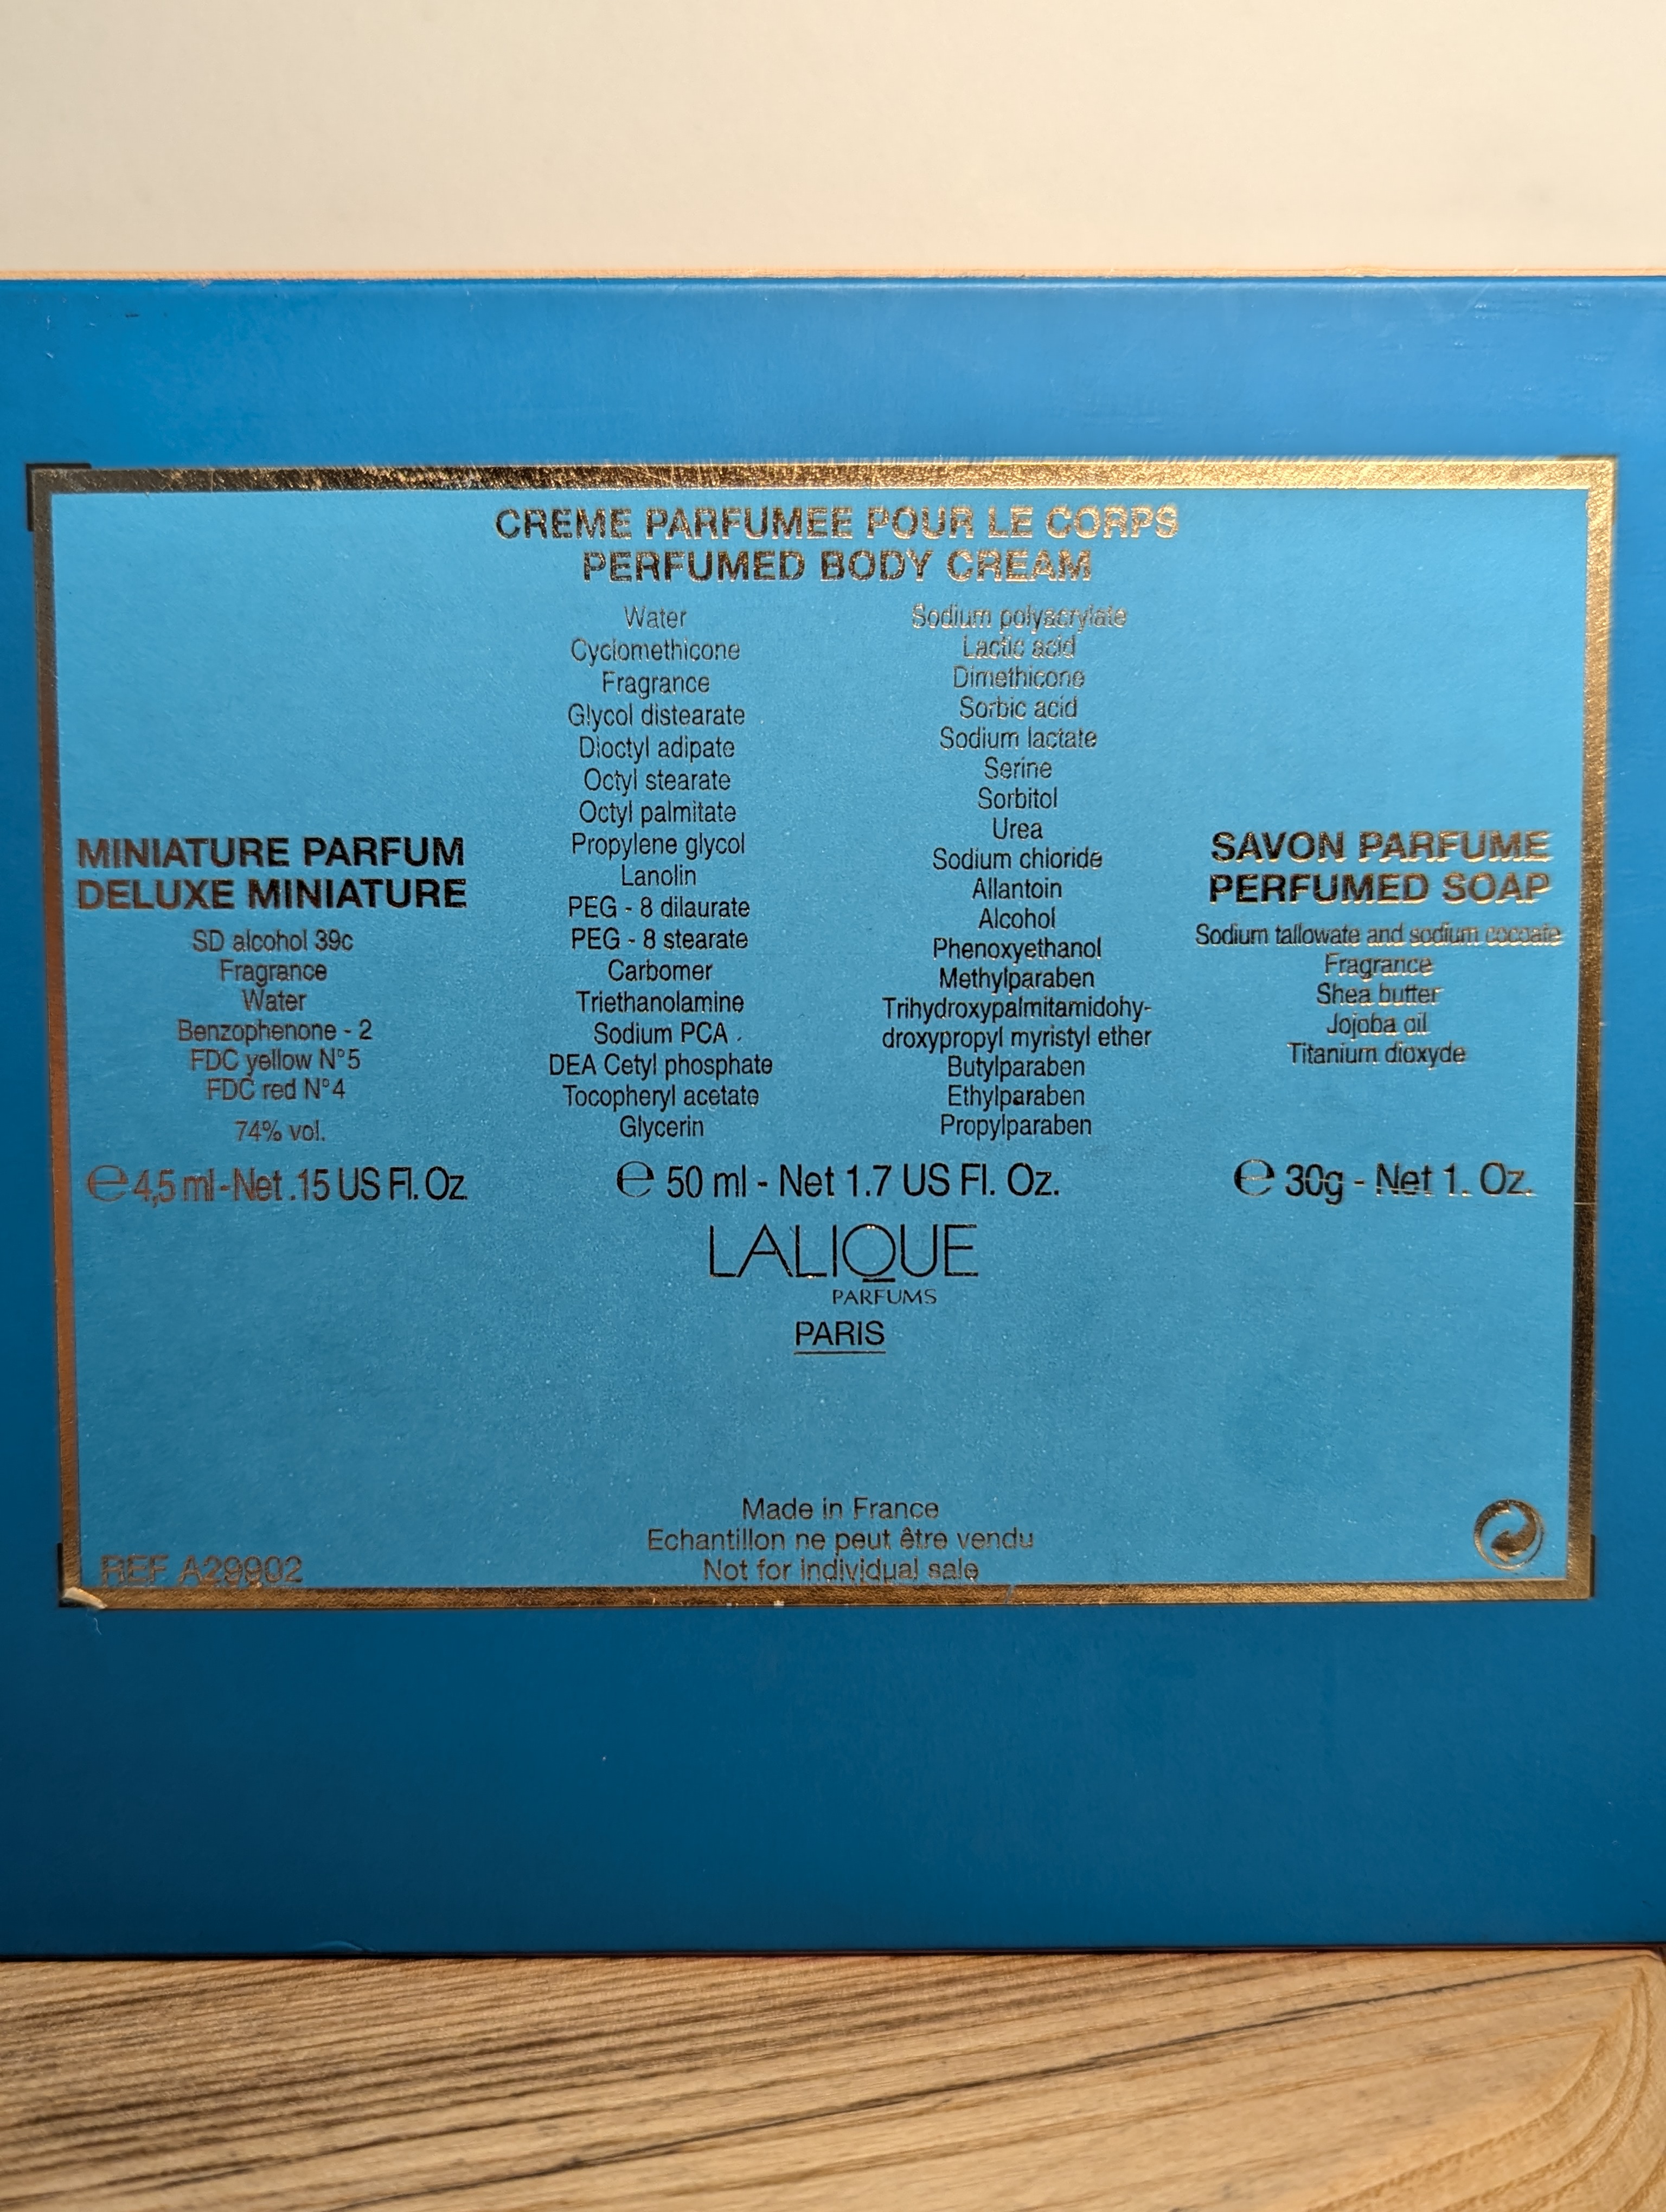 CREME PARFUMEE POUR LE CORPS
PERFUMED BODY CREAM
Water
Cyclomethicone
Fragrance
Glycol distearate
Dioctyl adipate
Octyl stearate
Octyl palmitate
Propylene glycol
Lanolin
PEG - 8 dilaurate
PEG - 8 stearate
Carbomer
Triethanolamine
Sodium PCA
DEA Cetyl phosphate
Tocopheryl acetate
Glycerin
Sodium polyacrylate
Lactic acid
Dimethicone
Sorbic acid
Sodium lactate
Serine
Sorbitol
Urea
Sodium chloride
Allantoin
Alcohol
Phenoxyethanol
Methylparaben
Trihydroxypalmitamidohy-
droxypropyl myristyl ether
Butylparaben
Ethylparaben
Propylparaben
℮ 50 ml - Net 1.7 US Fl. Oz.
MINIATURE PARFUM
DELUXE MINIATURE
SD alcohol 39c
Fragrance
Water
Benzophenone - 2
FDC yellow N°5
FDC red N°4
74% vol.
℮ 4,5 ml - Net .15 US Fl. Oz
SAVON PARFUME
PERFUMED SOAP
Sodium tallowate and sodium cocoate
Fragrance
Shea butter
Jojoba oil
Titanium dioxyde
℮ 30g - Net 1. Oz.
LALIQUE
PARFUMS
PARIS
Made in France
Echantillon ne peut être vendu
Not for individual sale
REF A29902